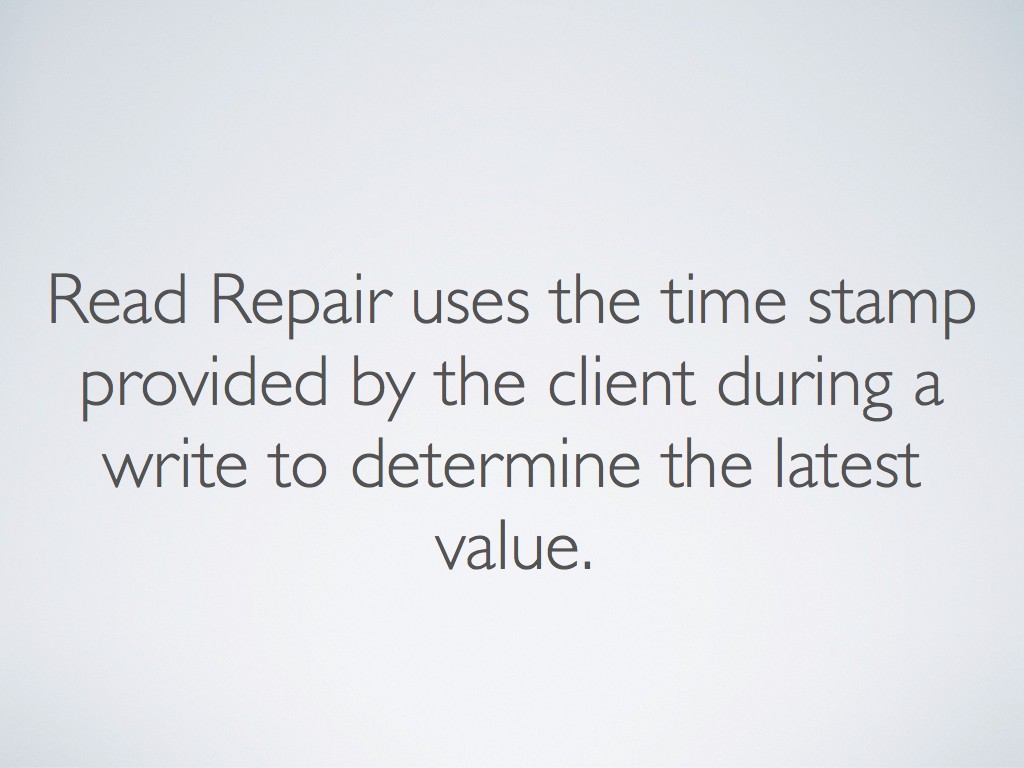 Read Repair uses the time stamp
provided by the client during a
write to determine the latest
value.